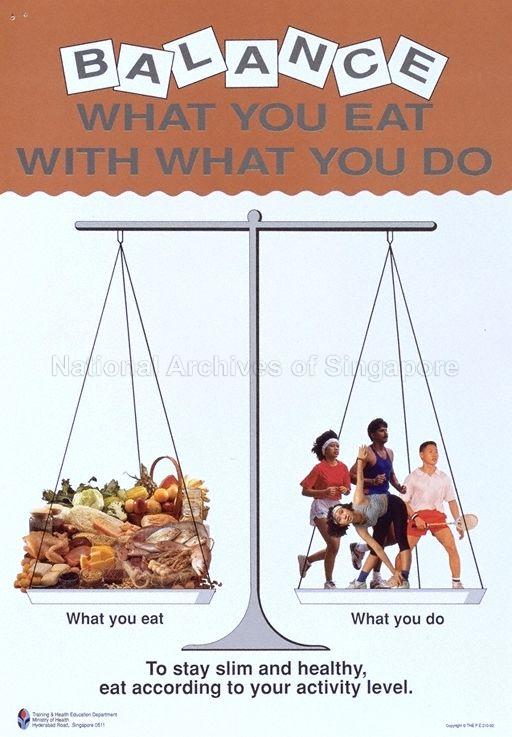 BALANCE
WHAT YOU EAT
WITH WHAT YOU DO
National Archives of Singapore
What you eat
What you do
To stay slim and healthy,
eat according to your activity level.
Training & Health Education Department
Ministry of Health
Hyderabad Road, Singapore 0511
Copyright © THE